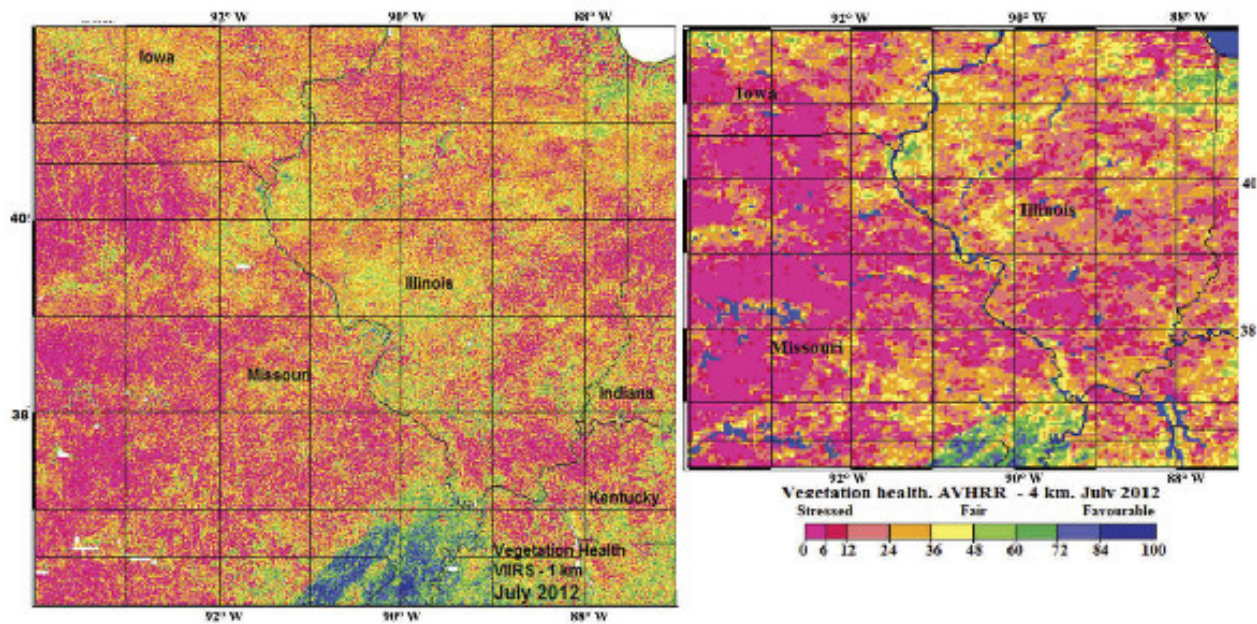 92° W 90° W 88° W
Iowa
40
Illinois
Missouri
Indiana
38
Kentucky
Vegetation Health
VIIRS - 1 km
July 2012
92° W 90° W 88° W
92° W 90° W 88° W
Iowa
40
Illinois
38
Missouri
92° W 90° W 88° W
Vegetation health, AVHRR - 4 km, July 2012
Stressed Fair Favourable
0 6 12 24 36 48 60 72 84 100